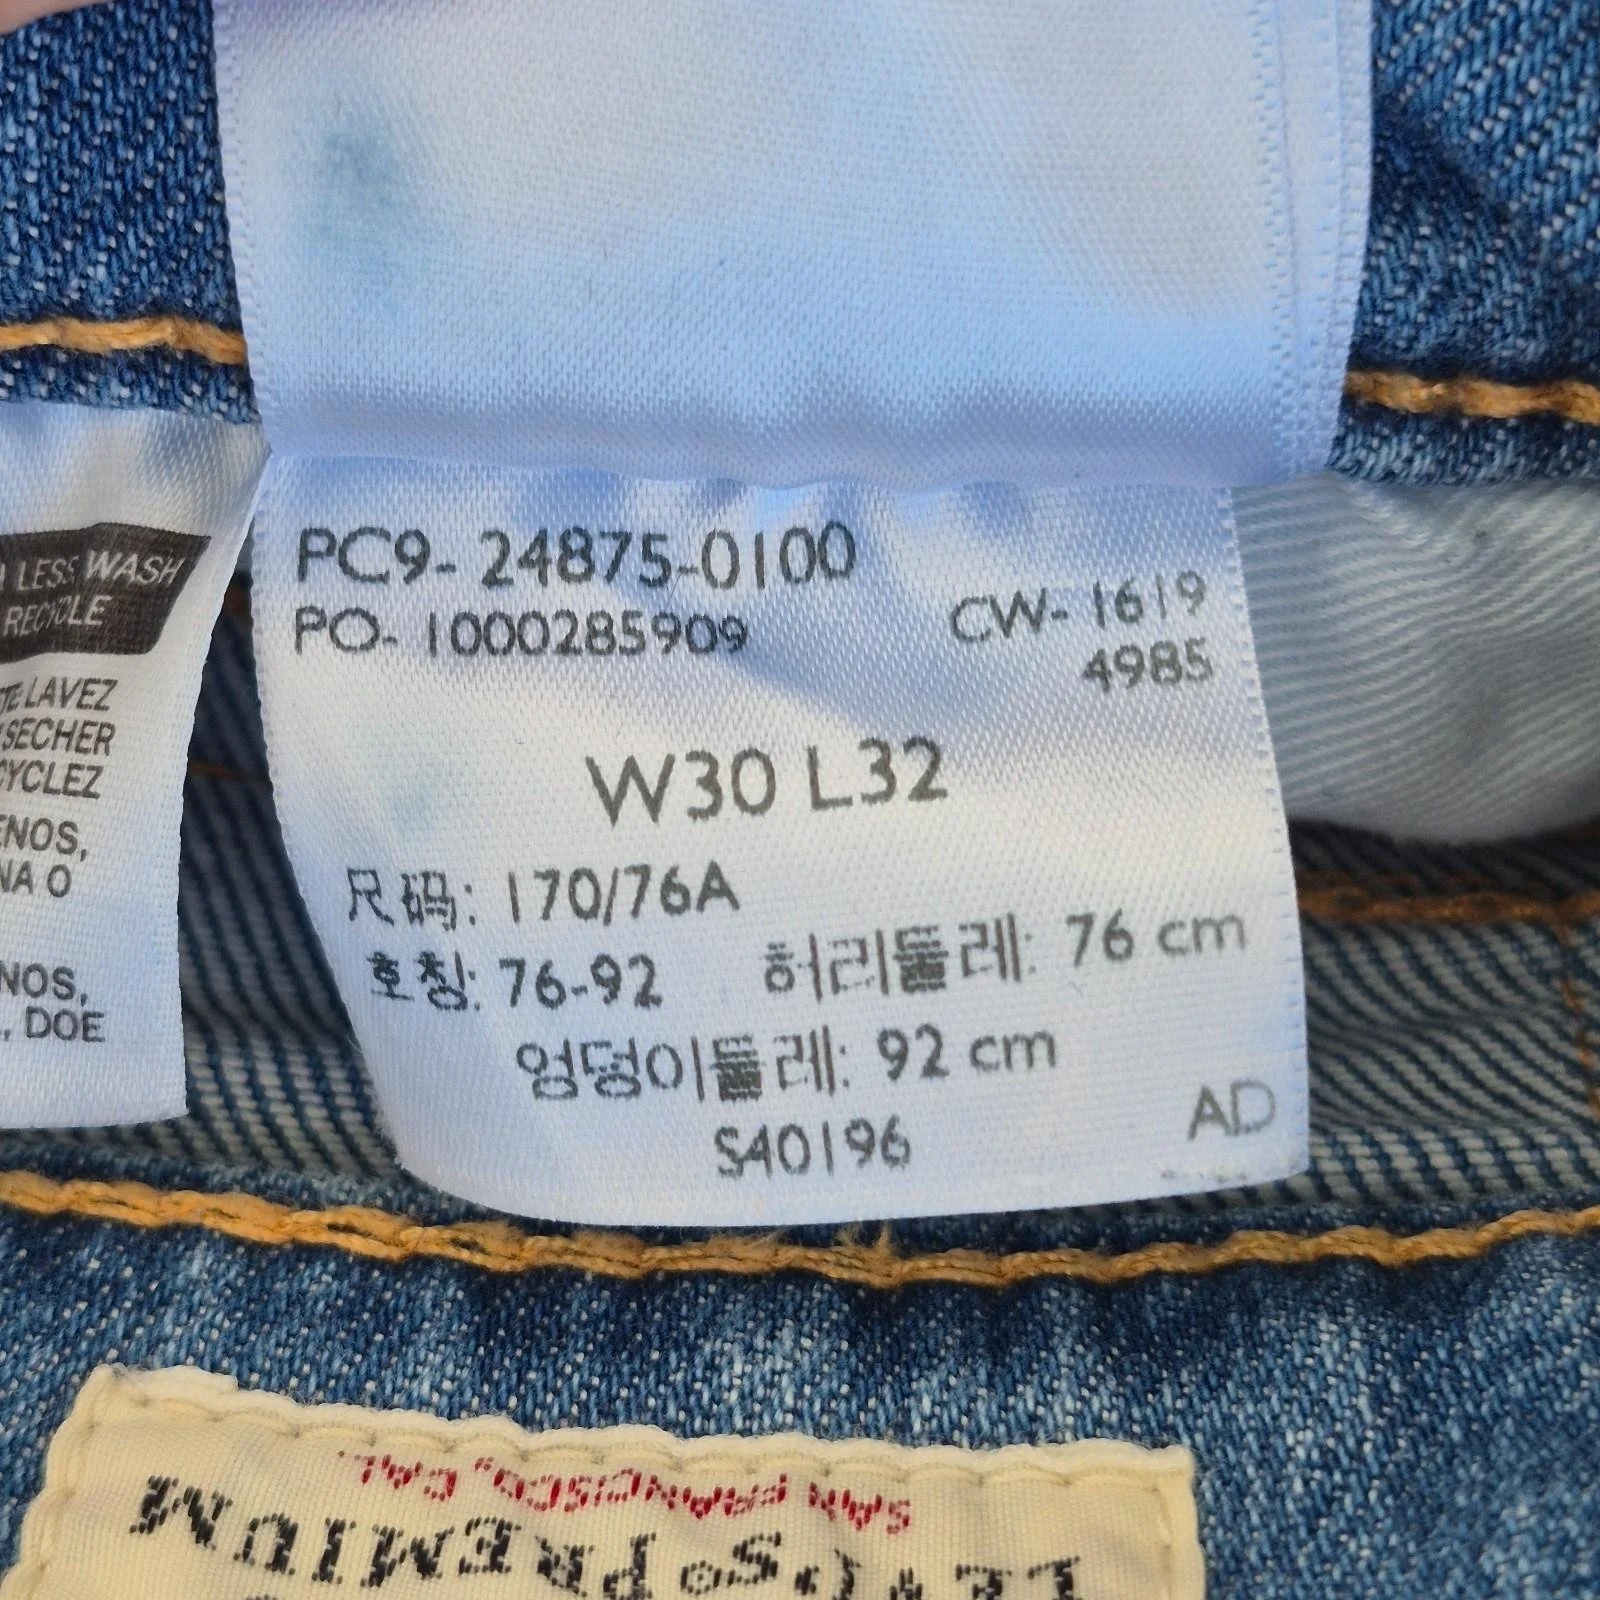 LESS WASH
RECYCLE
LAVEZ
SECHER
CYCLEZ
ENOS,
NA O
NOS,
, DOE
PC9- 24875-0100
PO- 1000285909
CW- 1619
4985
W30 L32
尺码: 170/76A
호칭: 76-92 허리둘레: 76 cm
엉덩이둘레: 92 cm
S40196
AD
SAN FRANCISCO, CAL.
LEVI'S® PREMIUM